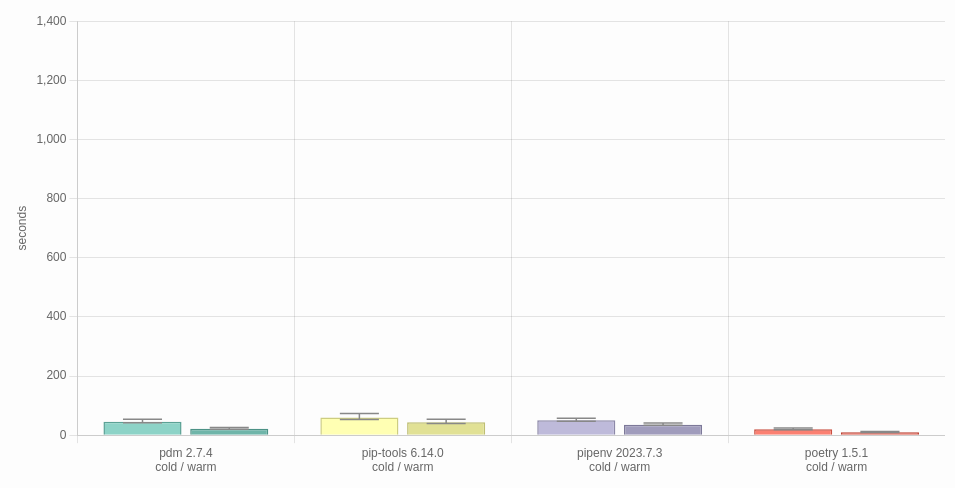 1,400
1,200
1,000
800
600
400
200
0
seconds
pdm 2.7.4
cold / warm
pip-tools 6.14.0
cold / warm
pipenv 2023.7.3
cold / warm
poetry 1.5.1
cold / warm